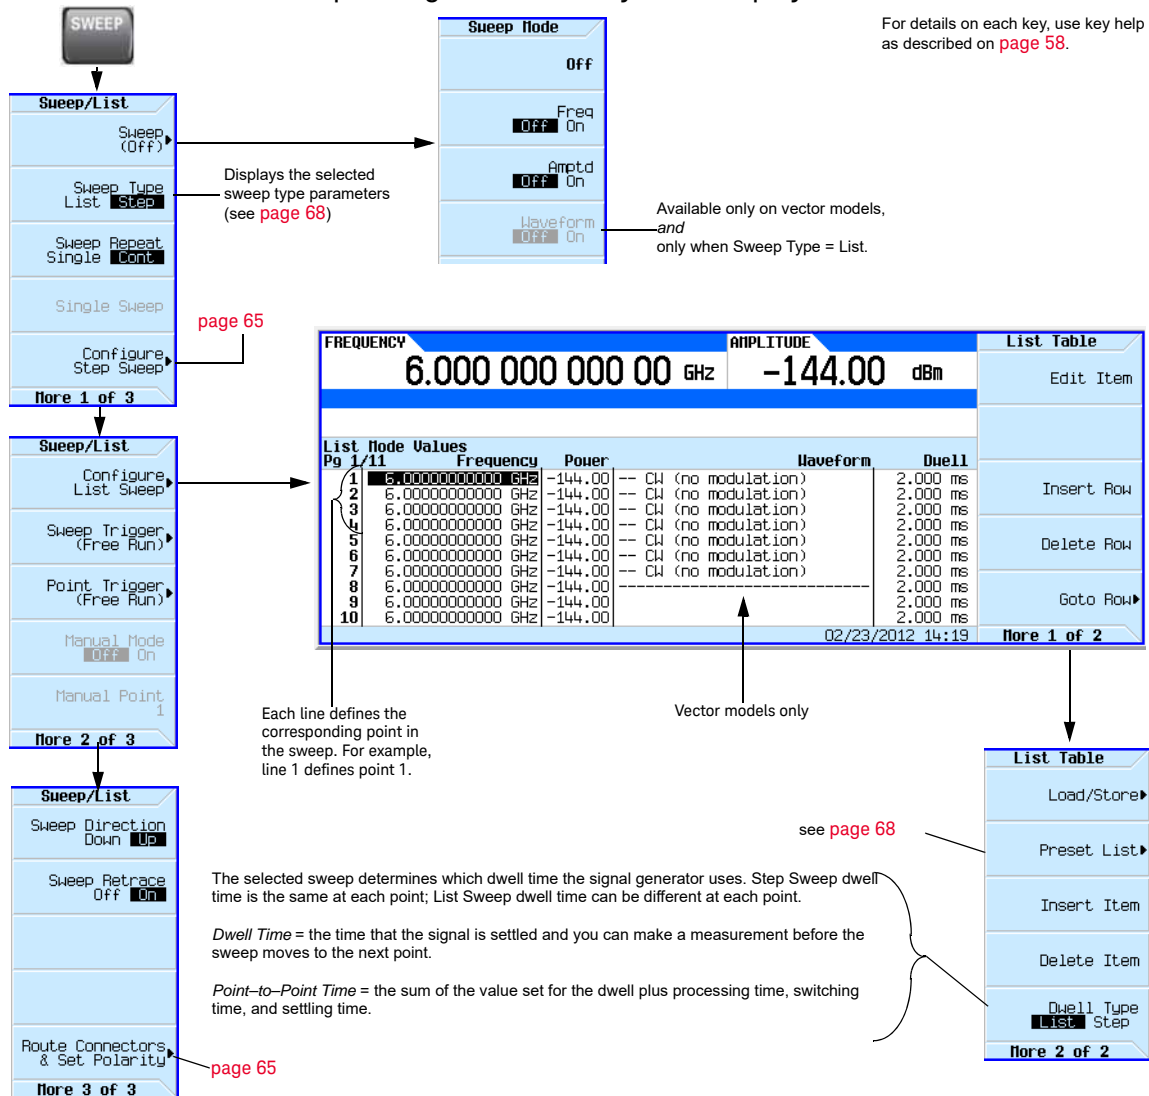 SWEEP
For details on each key, use key help
as described on page 58.
Sweep Mode
Off
Freq
Off On
Amptd
Off On
Waveform
Off On
Available only on vector models,
and
only when Sweep Type = List.
Sweep/List
Sweep
(Off)
Sweep Type
List Step
Sweep Repeat
Single Cont
Single Sweep
Configure
Step Sweep
More 1 of 3
Displays the selected
sweep type parameters
(see page 68)
page 65
Sweep/List
Configure
List Sweep
Sweep Trigger
(Free Run)
Point Trigger
(Free Run)
Manual Mode
Off On
Manual Point
1
More 2 of 3
FREQUENCY AMPLITUDE
6.000 000 000 00 GHz -144.00 dBm
List Mode Values
Pg 1/11 Frequency Power Waveform Dwell
1 6.00000000000 GHz -144.00 -- CW (no modulation) 2.000 ms
2 6.00000000000 GHz -144.00 -- CW (no modulation) 2.000 ms
3 6.00000000000 GHz -144.00 -- CW (no modulation) 2.000 ms
4 6.00000000000 GHz -144.00 -- CW (no modulation) 2.000 ms
5 6.00000000000 GHz -144.00 -- CW (no modulation) 2.000 ms
6 6.00000000000 GHz -144.00 -- CW (no modulation) 2.000 ms
7 6.00000000000 GHz -144.00 -- CW (no modulation) 2.000 ms
8 6.00000000000 GHz -144.00 ---------------------------- 2.000 ms
9 6.00000000000 GHz -144.00 2.000 ms
10 6.00000000000 GHz -144.00 2.000 ms
02/23/2012 14:19
List Table
Edit Item
Insert Row
Delete Row
Goto Row
More 1 of 2
Each line defines the
corresponding point in
the sweep. For example,
line 1 defines point 1.
Vector models only
Sweep/List
Sweep Direction
Down Up
Sweep Retrace
Off On
Route Connectors
& Set Polarity
More 3 of 3
page 65
see page 68
The selected sweep determines which dwell time the signal generator uses. Step Sweep dwell
time is the same at each point; List Sweep dwell time can be different at each point.
Dwell Time = the time that the signal is settled and you can make a measurement before the
sweep moves to the next point.
Point–to–Point Time = the sum of the value set for the dwell plus processing time, switching
time, and settling time.
List Table
Load/Store
Preset List
Insert Item
Delete Item
Dwell Type
List Step
More 2 of 2